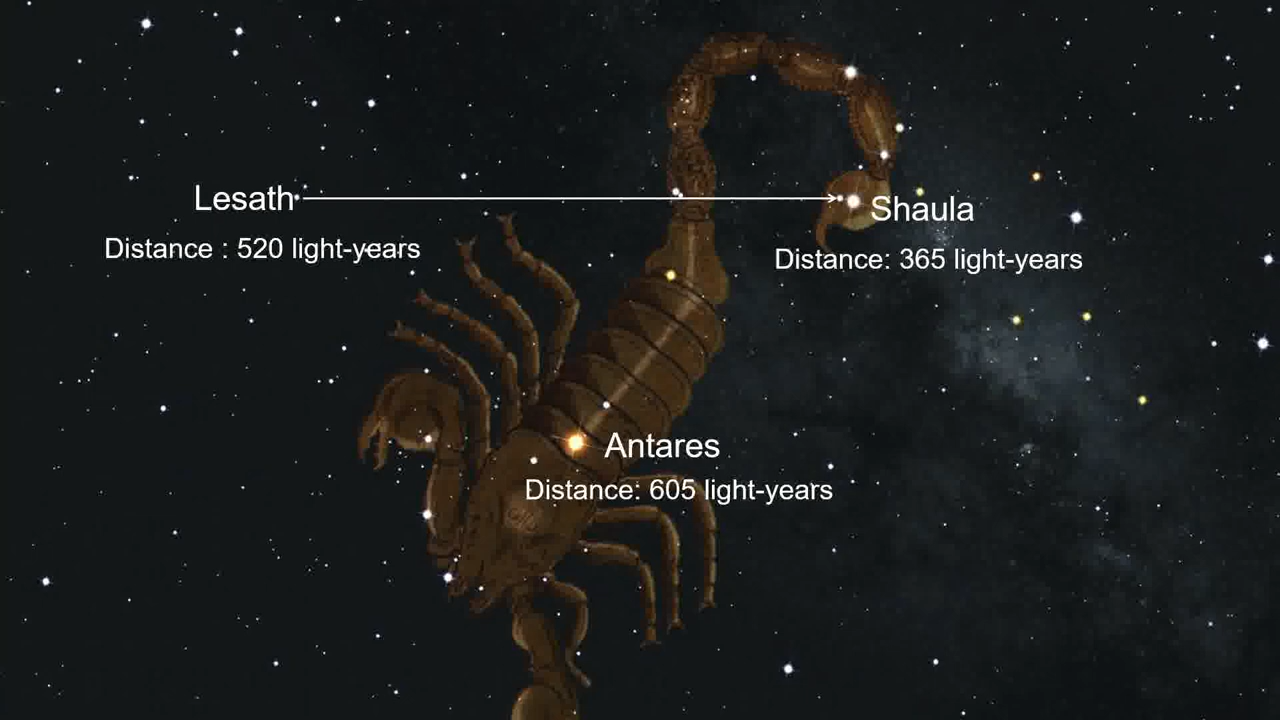 Lesath
Distance : 520 light-years
Shaula
Distance: 365 light-years
Antares
Distance: 605 light-years